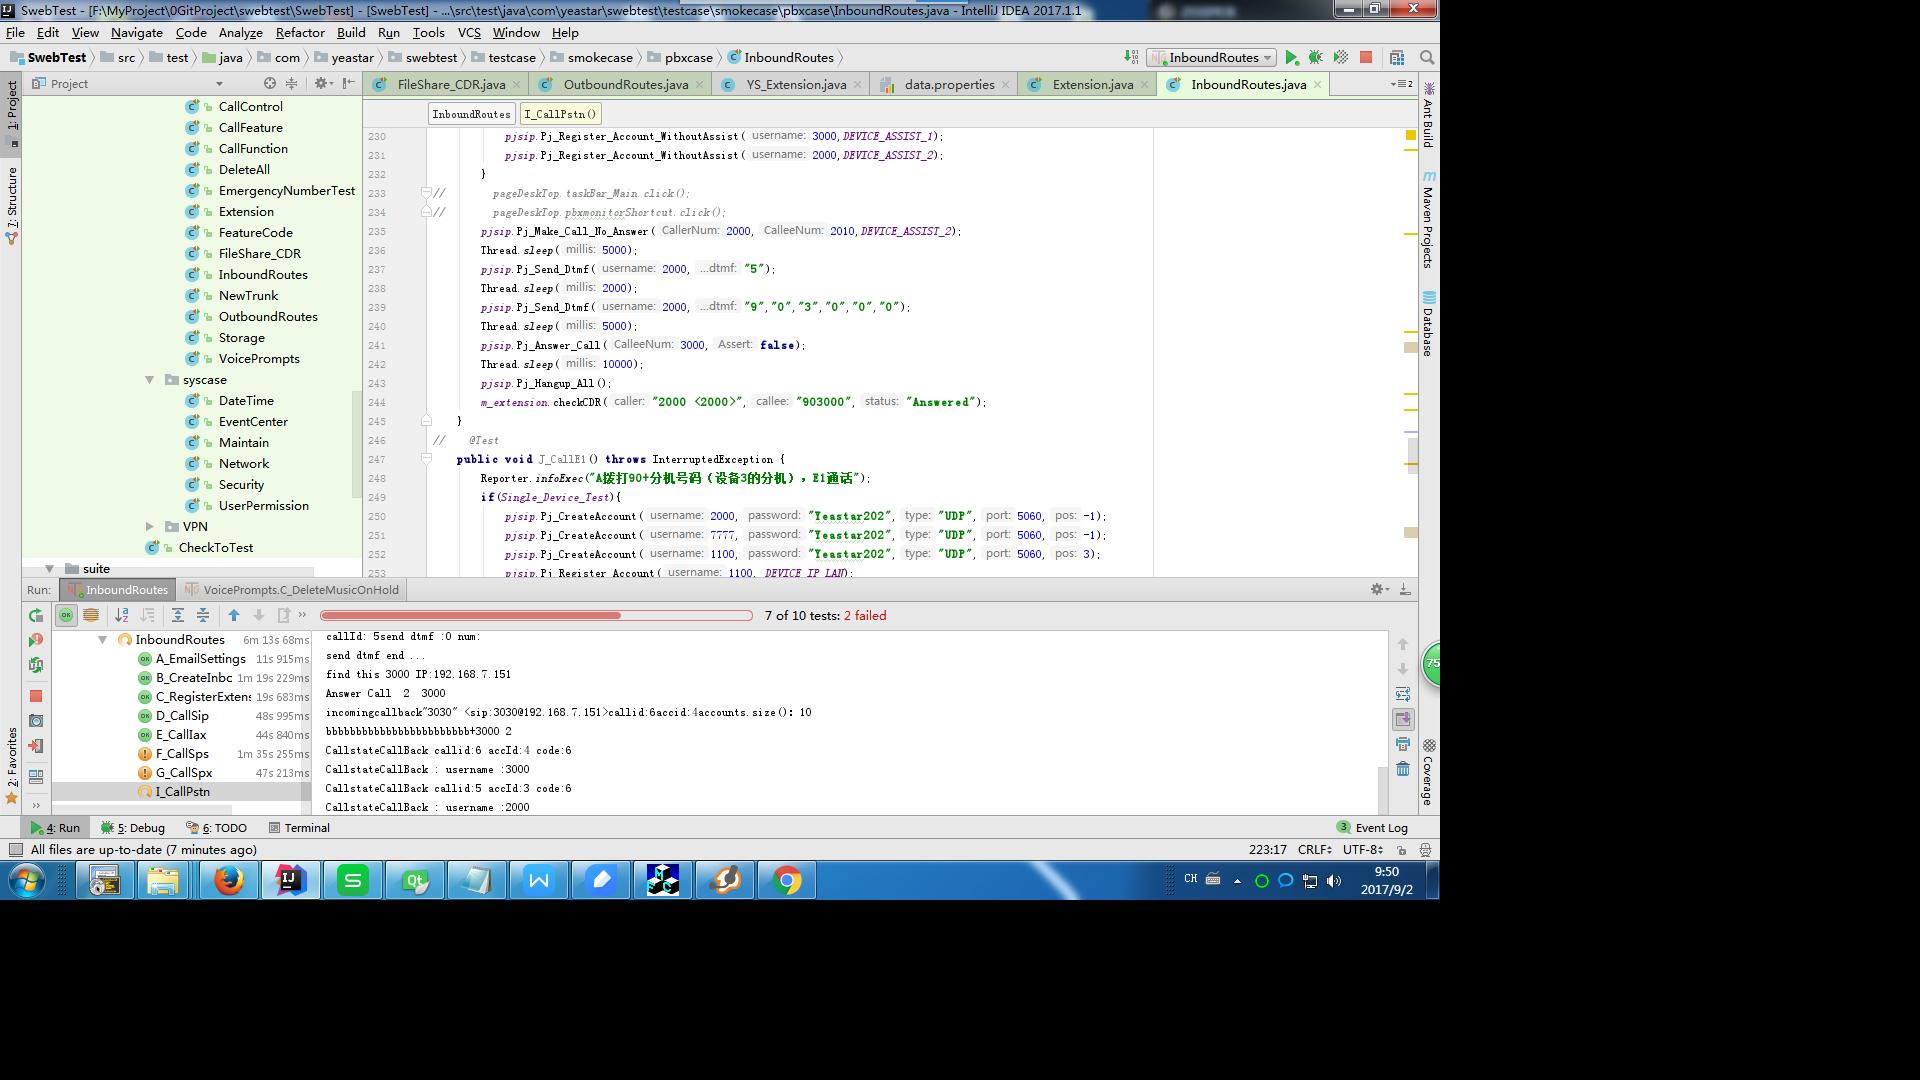 SwebTest - [F:\MyProject\0GitProject\swebtest\SwebTest] - [SwebTest] - ...\src\test\java\com\yeastar\swebtest\testcase\smokecase\pbxcase\InboundRoutes.java - IntelliJ IDEA 2017.1.1
File Edit View Navigate Code Analyze Refactor Build Run Tools VCS Window Help
SwebTest src test java com yeastar swebtest testcase smokecase pbxcase InboundRoutes InboundRoutes
Project FileShare_CDR.java OutboundRoutes.java YS_Extension.java data.properties Extension.java InboundRoutes.java
1: Project
7: Structure
2: Favorites
CallControl
CallFeature
CallFunction
DeleteAll
EmergencyNumberTest
Extension
FeatureCode
FileShare_CDR
InboundRoutes
NewTrunk
OutboundRoutes
Storage
VoicePrompts
syscase
DateTime
EventCenter
Maintain
Network
Security
UserPermission
VPN
CheckToTest
suite
InboundRoutes I_CallPstn()
230 pjsip.Pj_Register_Account_WithoutAssist( username: 3000,DEVICE_ASSIST_1);
231 pjsip.Pj_Register_Account_WithoutAssist( username: 2000,DEVICE_ASSIST_2);
232 }
233 // pageDeskTop.taskBar_Main.click();
234 // pageDeskTop.pbxmonitorShortcut.click();
235 pjsip.Pj_Make_Call_No_Answer( CallerNum: 2000, CalleeNum: 2010,DEVICE_ASSIST_2);
236 Thread.sleep( millis: 5000);
237 pjsip.Pj_Send_Dtmf( username: 2000, ...dtmf: "5");
238 Thread.sleep( millis: 2000);
239 pjsip.Pj_Send_Dtmf( username: 2000, ...dtmf: "9","0","3","0","0","0");
240 Thread.sleep( millis: 5000);
241 pjsip.Pj_Answer_Call( CalleeNum: 3000, Assert: false);
242 Thread.sleep( millis: 10000);
243 pjsip.Pj_Hangup_All();
244 m_extension.checkCDR( caller: "2000 <2000>", callee: "903000", status: "Answered");
245 }
246 // @Test
247 public void J_CallE1() throws InterruptedException {
248 Reporter.infoExec("A拨打90+分机号码（设备3的分机），E1通话");
249 if(Single_Device_Test){
250 pjsip.Pj_CreateAccount( username: 2000, password: "Yeastar202", type: "UDP", port: 5060, pos: -1);
251 pjsip.Pj_CreateAccount( username: 7777, password: "Yeastar202", type: "UDP", port: 5060, pos: -1);
252 pjsip.Pj_CreateAccount( username: 1100, password: "Yeastar202", type: "UDP", port: 5060, pos: 3);
253 pjsip.Pj_Register_Account( username: 1100, DEVICE_IP_LAN);
Ant Build
Maven Projects
Database
Coverage
Run: InboundRoutes VoicePrompts.C_DeleteMusicOnHold
7 of 10 tests: 2 failed
InboundRoutes 6m 13s 68ms
A_EmailSettings 11s 915ms
B_CreateInbc 1m 19s 229ms
C_RegisterExtens 19s 683ms
D_CallSip 48s 995ms
E_CallIax 44s 840ms
F_CallSps 1m 35s 255ms
G_CallSpx 47s 213ms
I_CallPstn
callId: 5send dtmf :0 num:
send dtmf end ...
find this 3000 IP:192.168.7.151
Answer Call 2 3000
incomingcallback"3030" <sip:3030@192.168.7.151>callid:6accid:4accounts.size(): 10
bbbbbbbbbbbbbbbbbbbbbbbb+3000 2
CallstateCallBack callid:6 accId:4 code:6
CallstateCallBack : username :3000
CallstateCallBack callid:5 accId:3 code:6
CallstateCallBack : username :2000
75
4: Run 5: Debug 6: TODO Terminal 3 Event Log
All files are up-to-date (7 minutes ago) 223:17 CRLF UTF-8
CH 9:50
2017/9/2